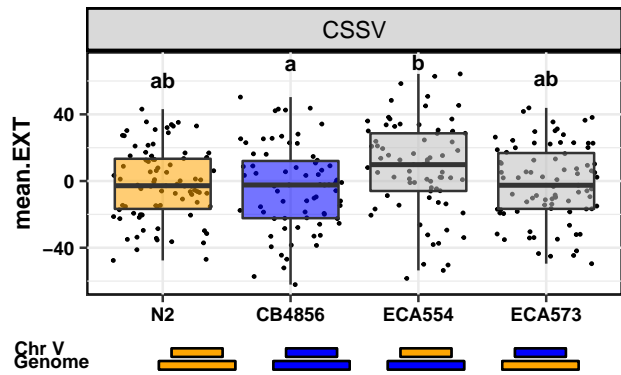 CSSV
ab a b ab
mean.EXT
40
0
−40
N2 CB4856 ECA554 ECA573
Chr V
Genome